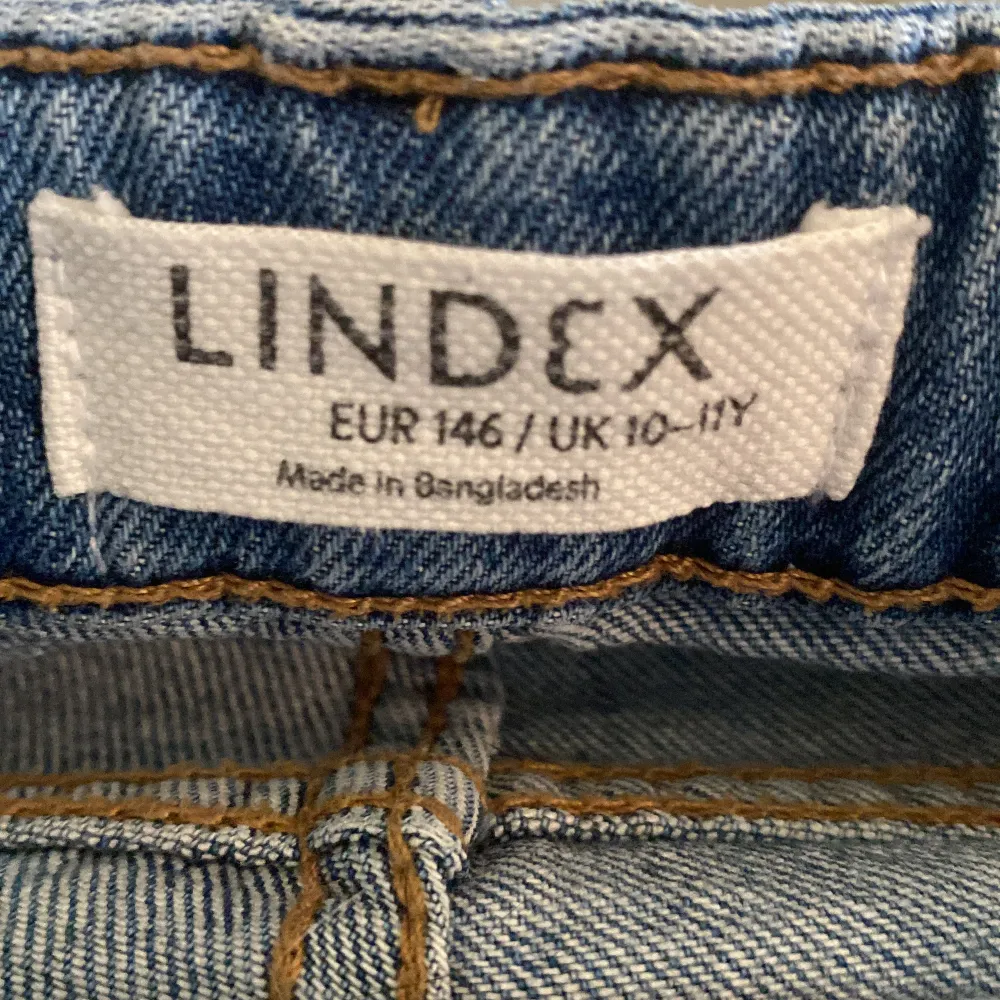 LINDEX
EUR 146 / UK 10-11Y
Made in Bangladesh